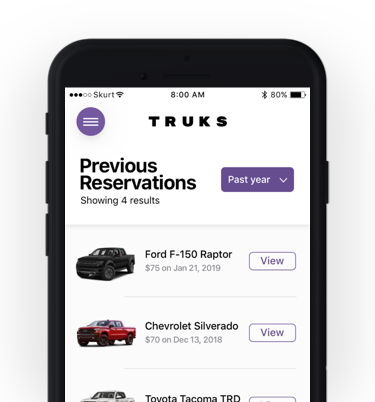 Skurt 8:00 AM 80%
TRUKS
Previous
Reservations
Past year
Showing 4 results
Ford F-150 Raptor
$75 on Jan 21, 2019
View
Chevrolet Silverado
$70 on Dec 13, 2018
View
Toyota Tacoma TRD